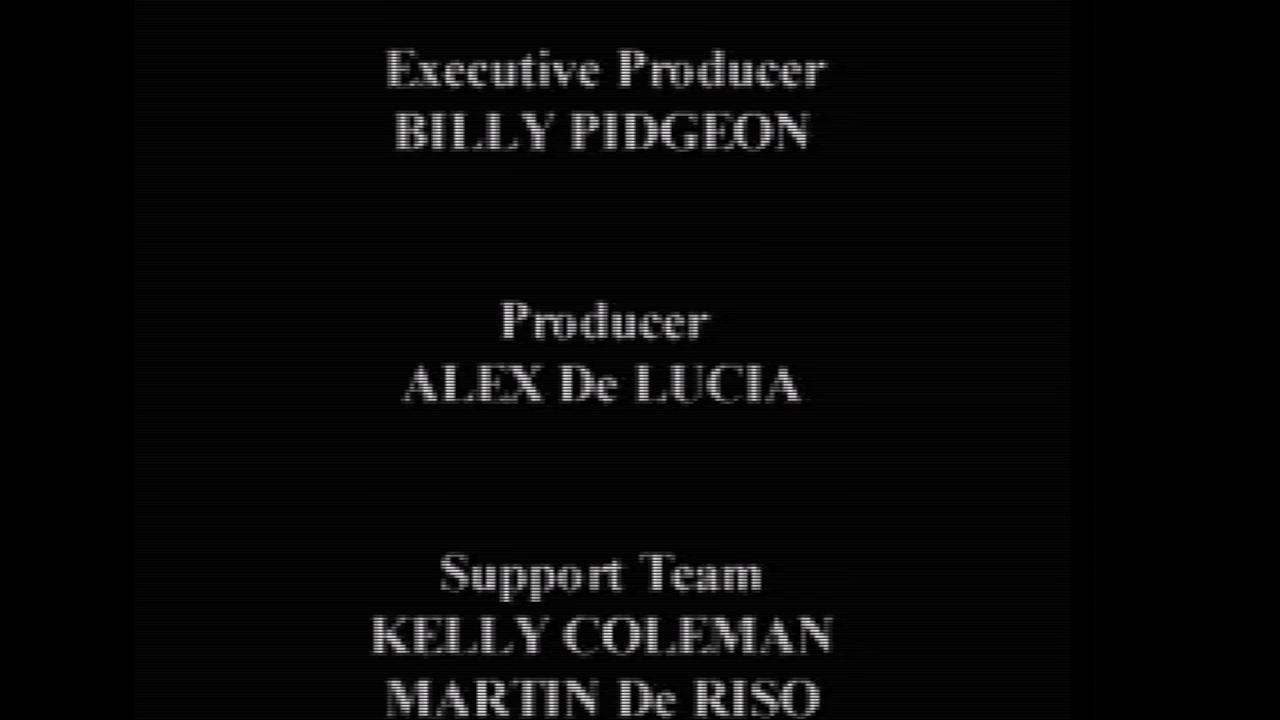 Executive Producer
BILLY PIDGEON
Producer
ALEX De LUCIA
Support Team
KELLY COLEMAN
MARTIN De RISO